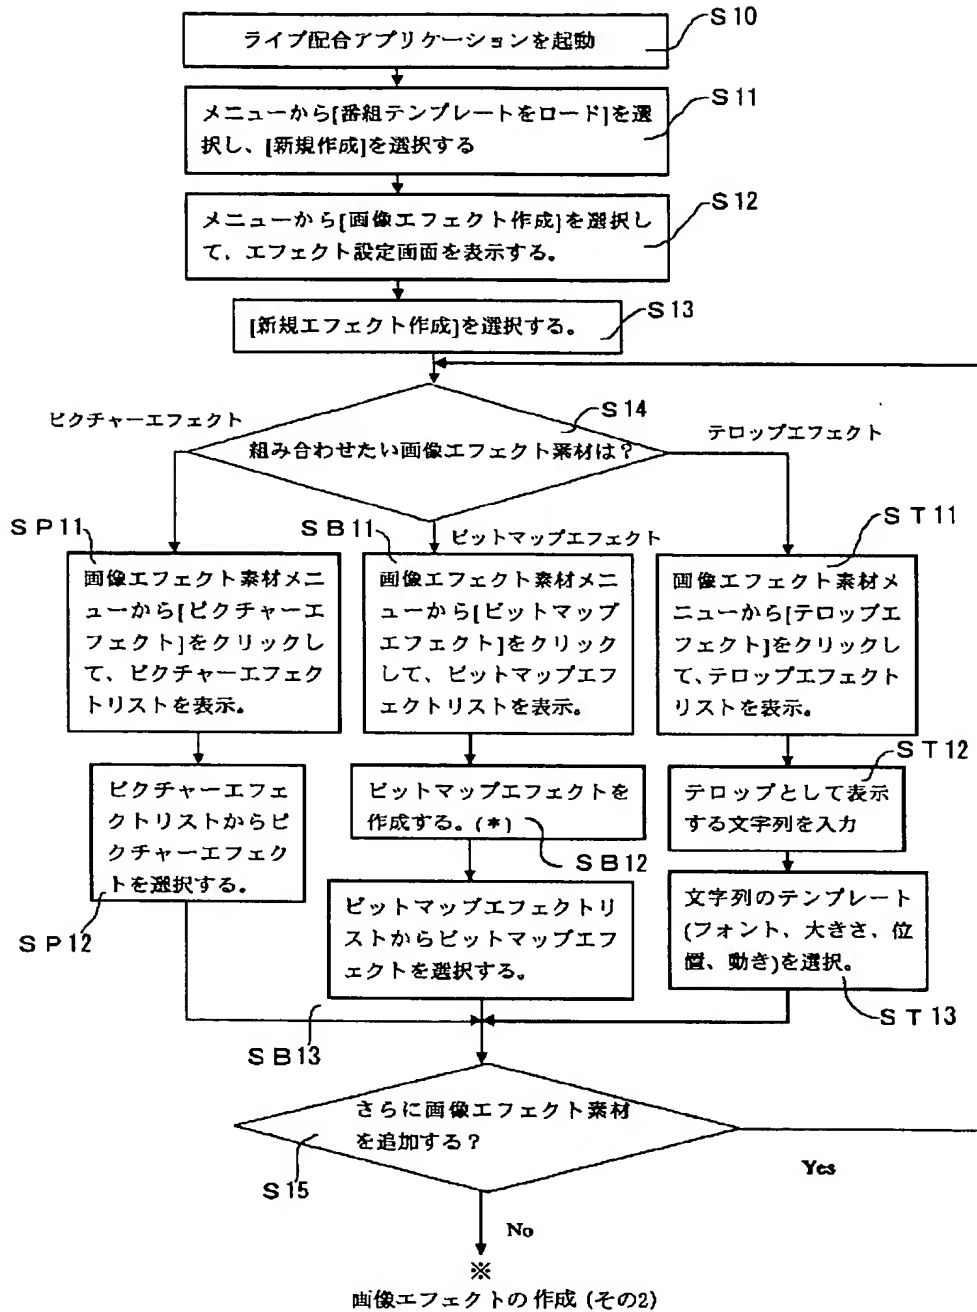 S10
ライブ配合アプリケーションを起動
S11
メニューから[番組テンプレートをロード]を選
択し、[新規作成]を選択する
S12
メニューから[画像エフェクト作成]を選択し
て、エフェクト設定画面を表示する。
S13
[新規エフェクト作成]を選択する。
S14
ピクチャーエフェクト
組み合わせたい画像エフェクト素材は?
テロップエフェクト
SP11
SB11
ビットマップエフェクト
ST11
画像エフェクト素材メ
ニューから[ピクチャーエ
フェクト]をクリックし
て、ピクチャーエフェク
トリストを表示。
画像エフェクト素材メニ
ューから[ビットマップ
エフェクト]をクリック
して、ビットマップエフ
ェクトリストを表示。
画像エフェクト素材メ
ニューから[テロップエ
フェクト]をクリックし
て、テロップエフェクト
リストを表示。
ピクチャーエフェ
クトリストからピ
クチャーエフェク
トを選択する。
SP12
ビットマップエフェクトを
作成する。(*)
SB12
ビットマップエフェクトリ
ストからビットマップエフ
ェクトを選択する。
SB13
ST12
テロップとして表示
する文字列を入力
文字列のテンプレート
(フォント、大きさ、位
置、動き)を選択。
ST13
さらに画像エフェクト素材
を追加する?
S15
Yes
No
※
画像エフェクトの作成 (その2)